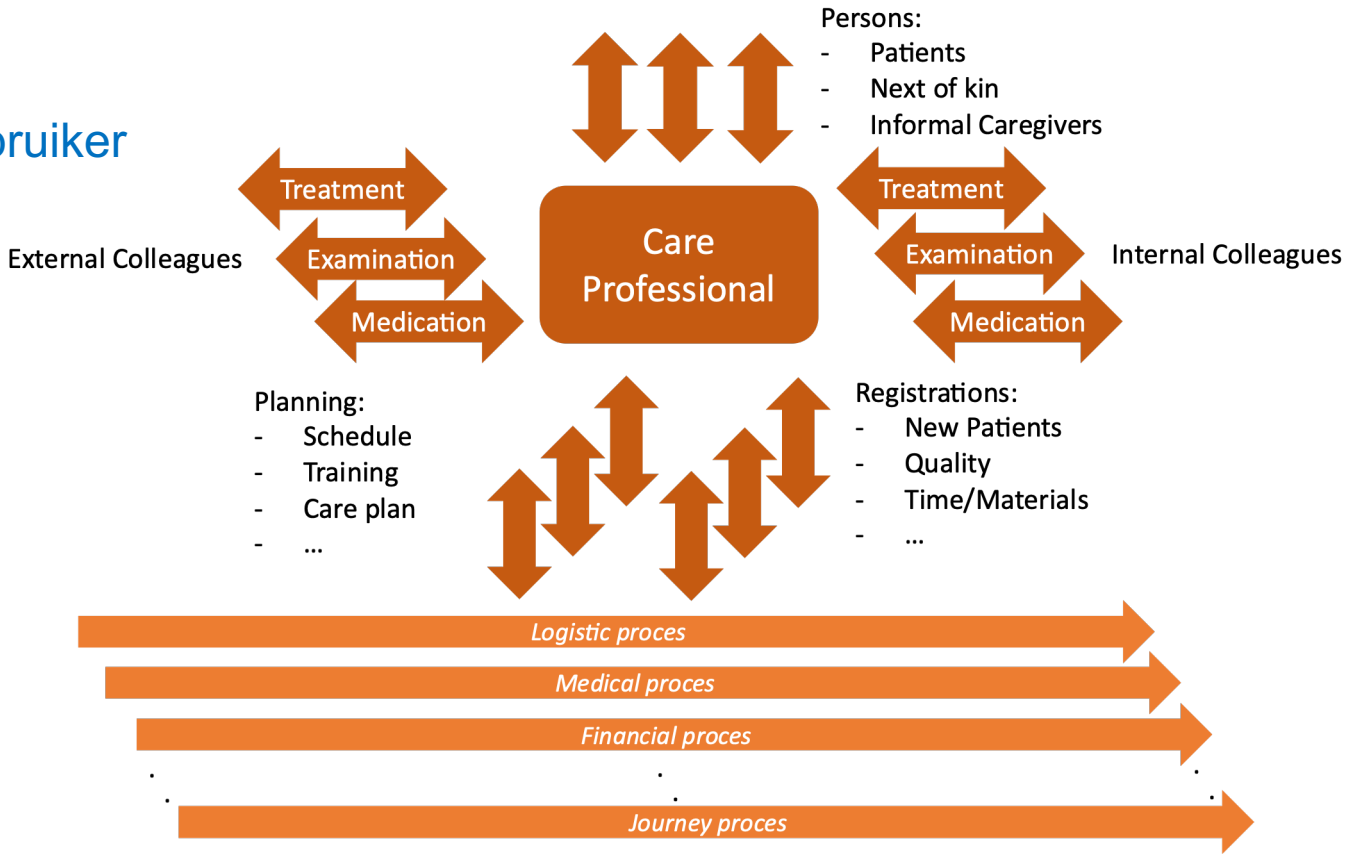 Persons:
- Patients
- Next of kin
- Informal Caregivers
bruiker
Treatment
Examination
Medication
External Colleagues
Care
Professional
Treatment
Examination
Medication
Internal Colleagues
Planning:
- Schedule
- Training
- Care plan
- ...
Registrations:
- New Patients
- Quality
- Time/Materials
- ...
Logistic proces
Medical proces
Financial proces
Journey proces